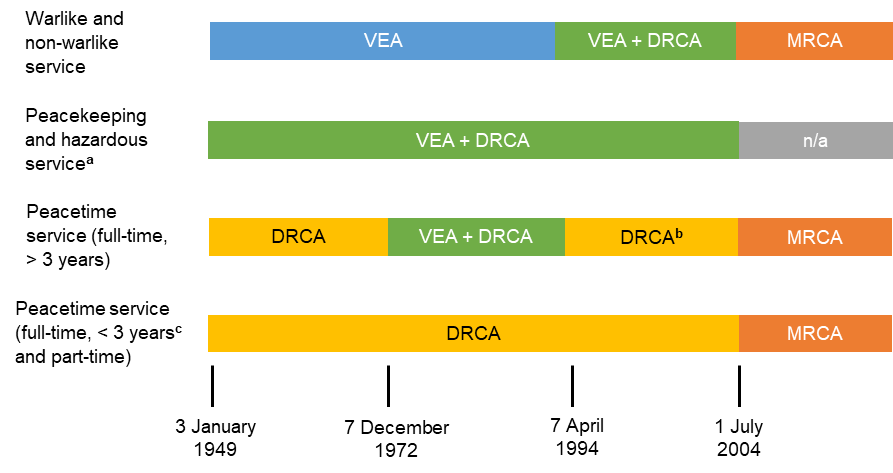 Warlike and
non-warlike
service
VEA
VEA + DRCA
MRCA
Peacekeeping
and hazardous
serviceᵃ
VEA + DRCA
n/a
Peacetime
service (full-time,
> 3 years)
DRCA
VEA + DRCA
DRCAᵇ
MRCA
Peacetime service
(full-time, < 3 yearsᶜ
and part-time)
DRCA
MRCA
3 January
1949
7 December
1972
7 April
1994
1 July
2004